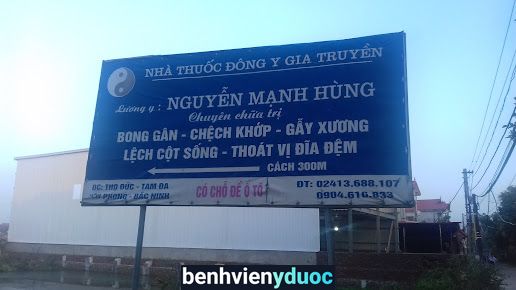 NHÀ THUỐC ĐÔNG Y GIA TRUYỀN
Lương y : NGUYỄN MẠNH HÙNG
Chuyên chữa trị
BONG GÂN - CHỆCH KHỚP - GẪY XƯƠNG
LỆCH CỘT SỐNG - THOÁT VỊ ĐĨA ĐỆM
CÁCH 300M
ĐC: THỌ ĐỨC - TAM ĐA
YÊN PHONG - BẮC NINH
CÓ CHỖ ĐỂ Ô TÔ
ĐT: 02413.688.107
0904.616.833
benhvienyduoc